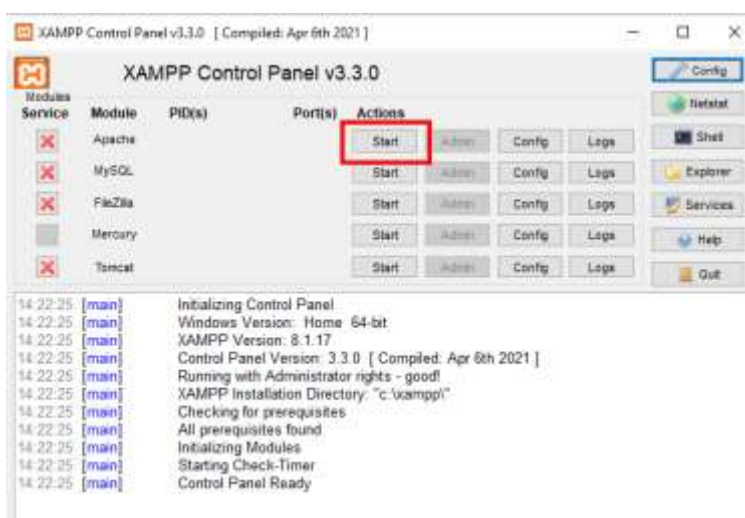 XAMPP Control Panel v3.3.0 [ Compiled: Apr 6th 2021 ]
XAMPP Control Panel v3.3.0
Config
Modules
Service Module PID(s) Port(s) Actions
Netstat
Apache Start Admin Config Logs
Shell
MySQL Start Admin Config Logs
Explorer
FileZilla Start Admin Config Logs
Services
Mercury Start Admin Config Logs
Help
Tomcat Start Admin Config Logs
Quit
14:22:25 [main] Initializing Control Panel
14:22:25 [main] Windows Version: Home 64-bit
14:22:25 [main] XAMPP Version: 8.1.17
14:22:25 [main] Control Panel Version: 3.3.0 [ Compiled: Apr 6th 2021 ]
14:22:25 [main] Running with Administrator rights - good!
14:22:25 [main] XAMPP Installation Directory: "c:\xampp\"
14:22:25 [main] Checking for prerequisites
14:22:25 [main] All prerequisites found
14:22:25 [main] Initializing Modules
14:22:25 [main] Starting Check-Timer
14:22:25 [main] Control Panel Ready